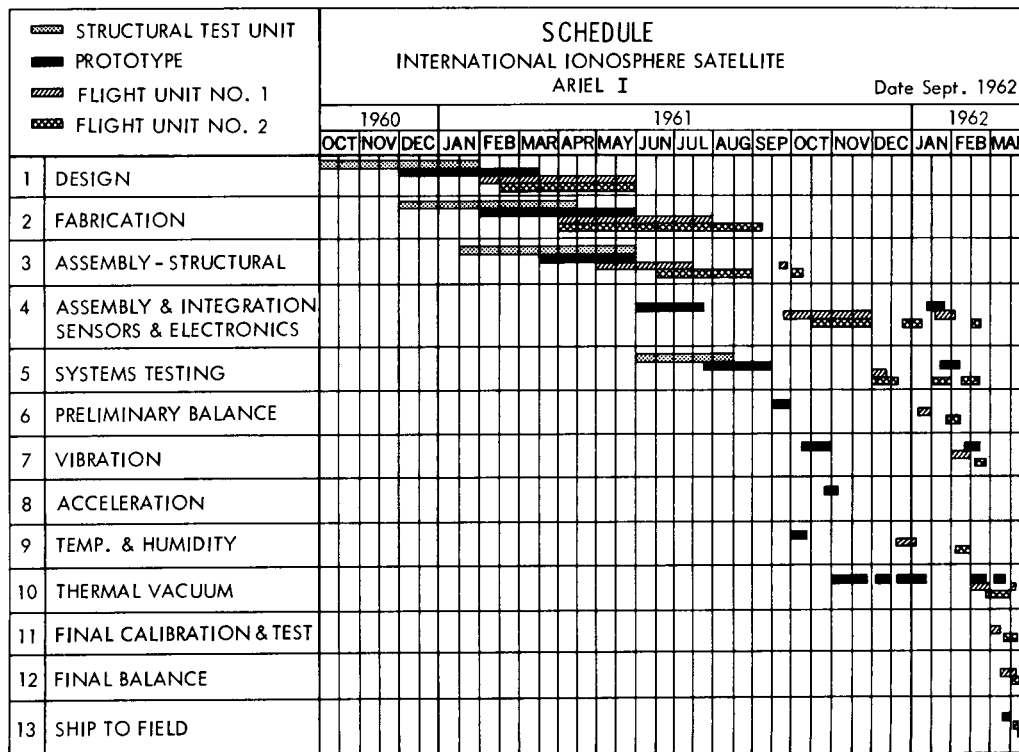 STRUCTURAL TEST UNIT
PROTOTYPE
FLIGHT UNIT NO. 1
FLIGHT UNIT NO. 2
SCHEDULE
INTERNATIONAL IONOSPHERE SATELLITE
ARIEL I
Date Sept. 1962
1960 1961 1962
OCT NOV DEC JAN FEB MAR APR MAY JUN JUL AUG SEP OCT NOV DEC JAN FEB MAR
1 DESIGN
2 FABRICATION
3 ASSEMBLY - STRUCTURAL
4 ASSEMBLY & INTEGRATION
SENSORS & ELECTRONICS
5 SYSTEMS TESTING
6 PRELIMINARY BALANCE
7 VIBRATION
8 ACCELERATION
9 TEMP. & HUMIDITY
10 THERMAL VACUUM
11 FINAL CALIBRATION & TEST
12 FINAL BALANCE
13 SHIP TO FIELD